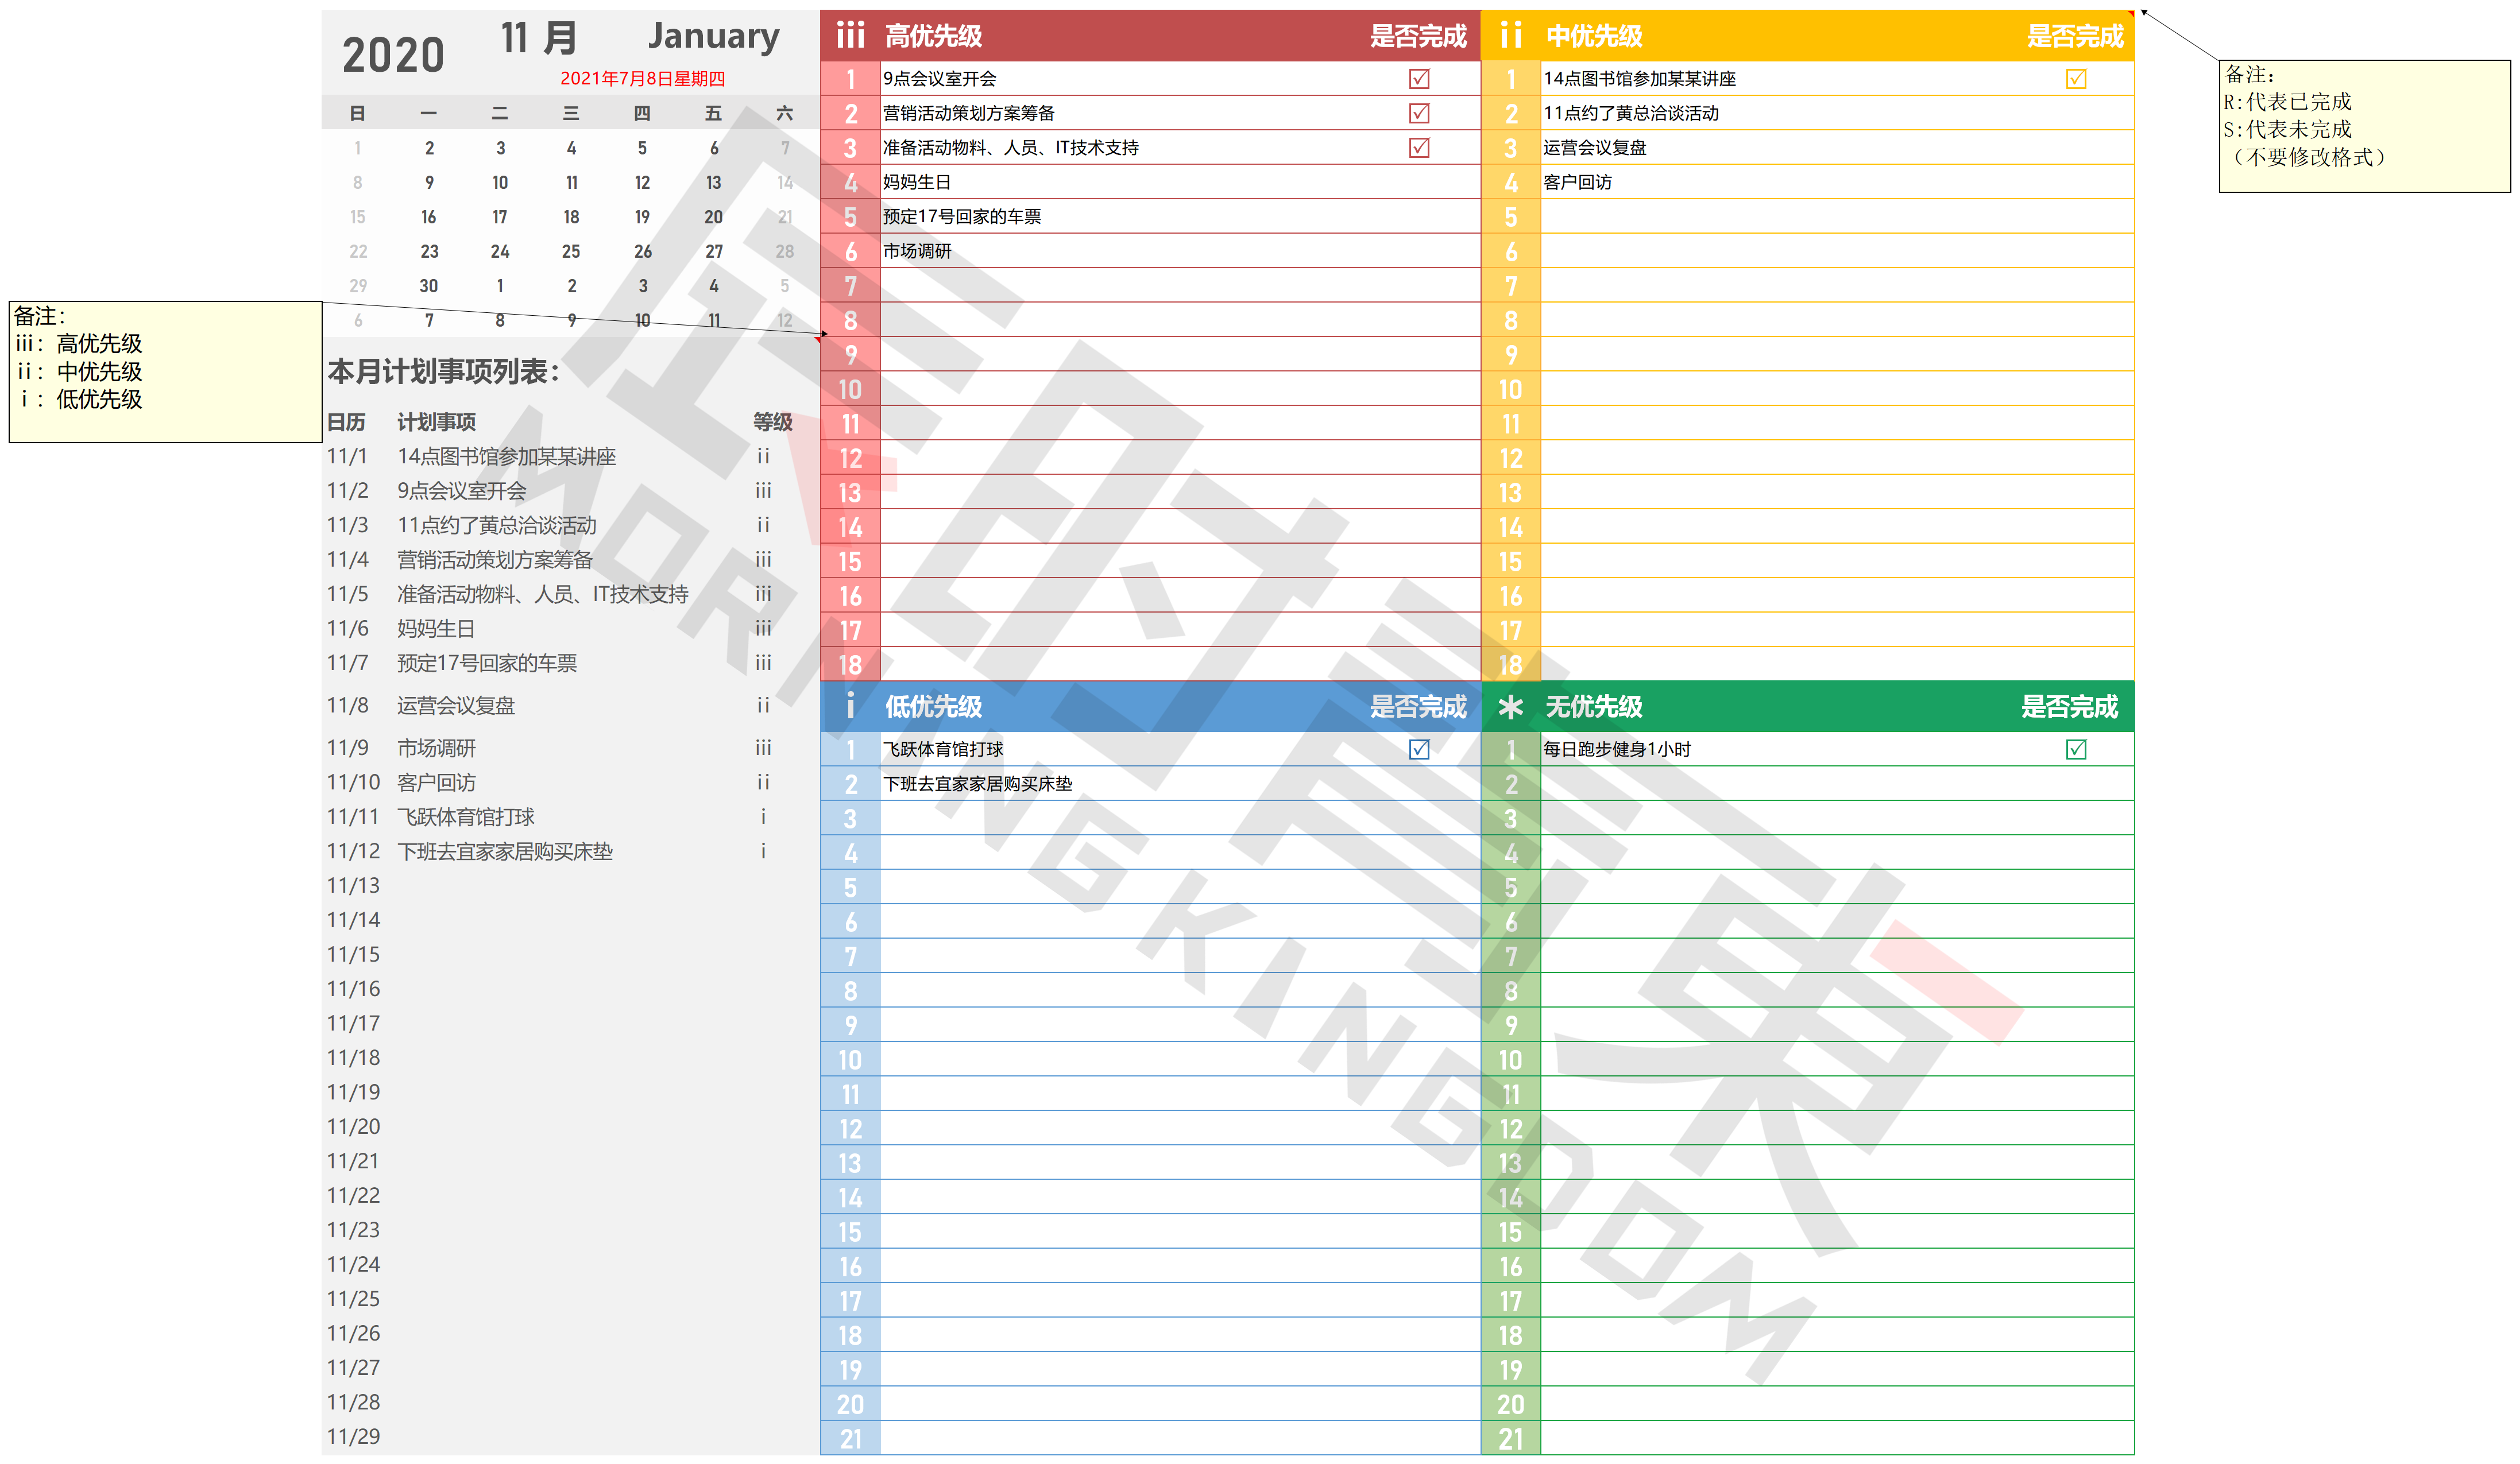 2020
11 月
January
2021年7月8日星期四
日 一 二 三 四 五 六
1 2 3 4 5 6 7
8 9 10 11 12 13 14
15 16 17 18 19 20 21
22 23 24 25 26 27 28
29 30 1 2 3 4 5
6 7 8 9 10 11 12
备注:
iii: 高优先级
ii: 中优先级
i: 低优先级
本月计划事项列表:
日历 计划事项 等级
11/1 14点图书馆参加某某讲座 ii
11/2 9点会议室开会 iii
11/3 11点约了黄总洽谈活动 ii
11/4 营销活动策划方案筹备 iii
11/5 准备活动物料、人员、IT技术支持 iii
11/6 妈妈生日 iii
11/7 预定17号回家的车票 iii
11/8 运营会议复盘 ii
11/9 市场调研 iii
11/10 客户回访 ii
11/11 飞跃体育馆打球 i
11/12 下班去宜家家居购买床垫 i
11/13
11/14
11/15
11/16
11/17
11/18
11/19
11/20
11/21
11/22
11/23
11/24
11/25
11/26
11/27
11/28
11/29
iii 高优先级 是否完成
1 9点会议室开会 ☑
2 营销活动策划方案筹备 ☑
3 准备活动物料、人员、IT技术支持 ☑
4 妈妈生日
5 预定17号回家的车票
6 市场调研
7
8
9
10
11
12
13
14
15
16
17
18
ii 中优先级 是否完成
1 14点图书馆参加某某讲座 ☑
2 11点约了黄总洽谈活动
3 运营会议复盘
4 客户回访
5
6
7
8
9
10
11
12
13
14
15
16
17
18
备注:
R:代表已完成
S:代表未完成
（不要修改格式）
i 低优先级 是否完成
1 飞跃体育馆打球 ☑
2 下班去宜家家居购买床垫
3
4
5
6
7
8
9
10
11
12
13
14
15
16
17
18
19
20
21
* 无优先级 是否完成
1 每日跑步健身1小时 ☑
2
3
4
5
6
7
8
9
10
11
12
13
14
15
16
17
18
19
20
21
MORNINGKINGDOM